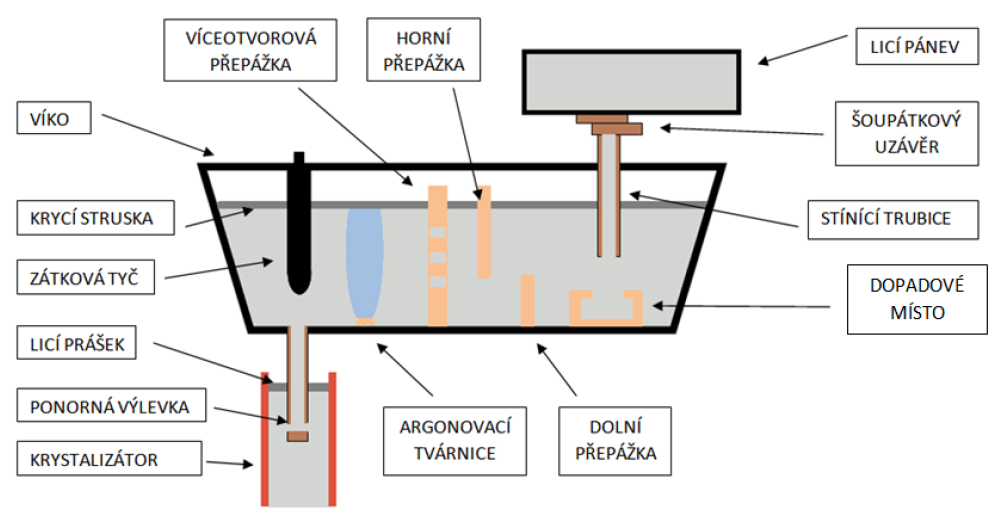 VÍCEOTVOROVÁ
PŘEPÁŽKA
HORNÍ
PŘEPÁŽKA
LICÍ PÁNEV
VÍKO
ŠOUPÁTKOVÝ
UZÁVĚR
KRYCÍ STRUSKA
STÍNÍCÍ TRUBICE
ZÁTKOVÁ TYČ
DOPADOVÉ
MÍSTO
LICÍ PRÁŠEK
PONORNÁ VÝLEVKA
ARGONOVACÍ
TVÁRNICE
DOLNÍ
PŘEPÁŽKA
KRYSTALIZÁTOR